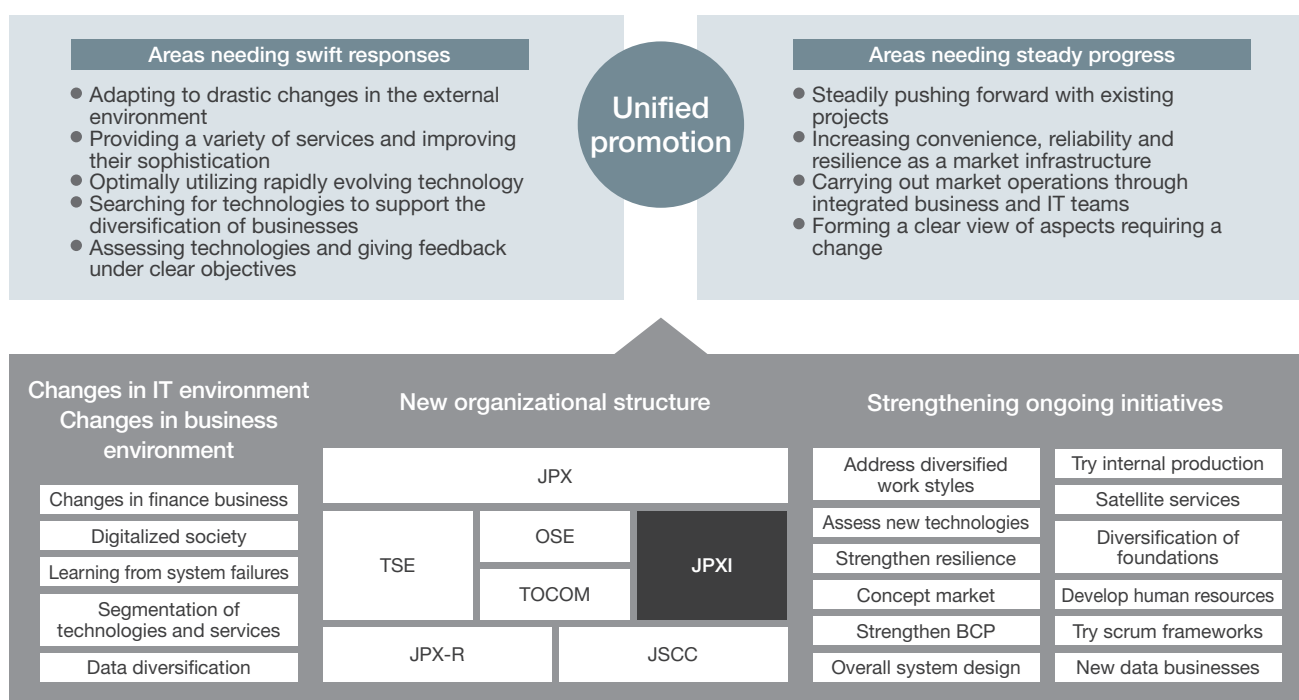 Areas needing swift responses
Adapting to drastic changes in the external
environment
Providing a variety of services and improving
their sophistication
Optimally utilizing rapidly evolving technology
Searching for technologies to support the
diversification of businesses
Assessing technologies and giving feedback
under clear objectives
Unified
promotion
Areas needing steady progress
Steadily pushing forward with existing
projects
Increasing convenience, reliability and
resilience as a market infrastructure
Carrying out market operations through
integrated business and IT teams
Forming a clear view of aspects requiring a
change
Changes in IT environment
Changes in business
environment
Changes in finance business
Digitalized society
Learning from system failures
Segmentation of
technologies and services
Data diversification
New organizational structure
JPX
TSE
OSE
TOCOM
JPXI
JPX-R
JSCC
Strengthening ongoing initiatives
Address diversified
work styles
Assess new technologies
Strengthen resilience
Concept market
Strengthen BCP
Overall system design
Try internal production
Satellite services
Diversification of
foundations
Develop human resources
Try scrum frameworks
New data businesses